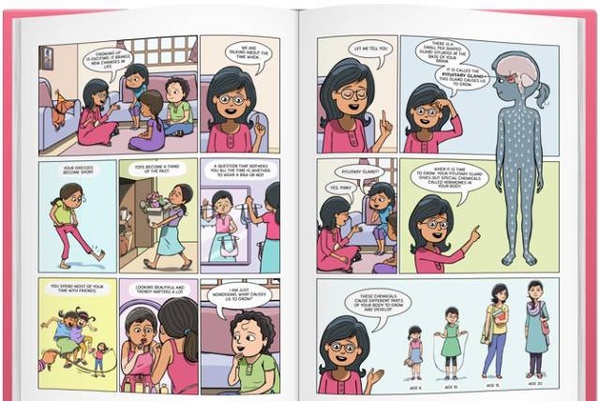 GROWING UP
IS EXCITING. IT BRINGS
NEW CHANGES IN
LIFE.
WE ARE
TALKING ABOUT THE
TIME WHEN..
YOUR DRESSES
BECOME SHORT.
TOYS BECOME A THING
OF THE PAST.
A QUESTION THAT BOTHERS
YOU ALL THE TIME IS WHETHER
TO WEAR A BRA OR NO!
YOU SPEND MOST OF YOUR
TIME WITH FRIENDS.
LOOKING BEAUTIFUL AND
TRENDY MATTERS A LOT.
I AM JUST
WONDERING, WHAT CAUSES
US TO GROW?
LET ME TELL YOU
THERE IS A
SMALL PEA SHAPED
GLAND SITUATED AT THE
BASE OF YOUR
BRAIN.
IT IS CALLED THE
PITUITARY GLAND
THIS GLAND CAUSES US
TO GROW.
PITUITARY GLAND!!
YES, PINKI
WHEN IT IS TIME
TO GROW, YOUR PITUITARY GLAND
GIVES OUT SPECIAL CHEMICALS
CALLED HORMONES IN
YOUR BODY
THESE CHEMICALS
CAUSE DIFFERENT PARTS
OF YOUR BODY TO GROW
AND DEVELOP.
AGE 6
AGE 10
AGE 15
AGE 20